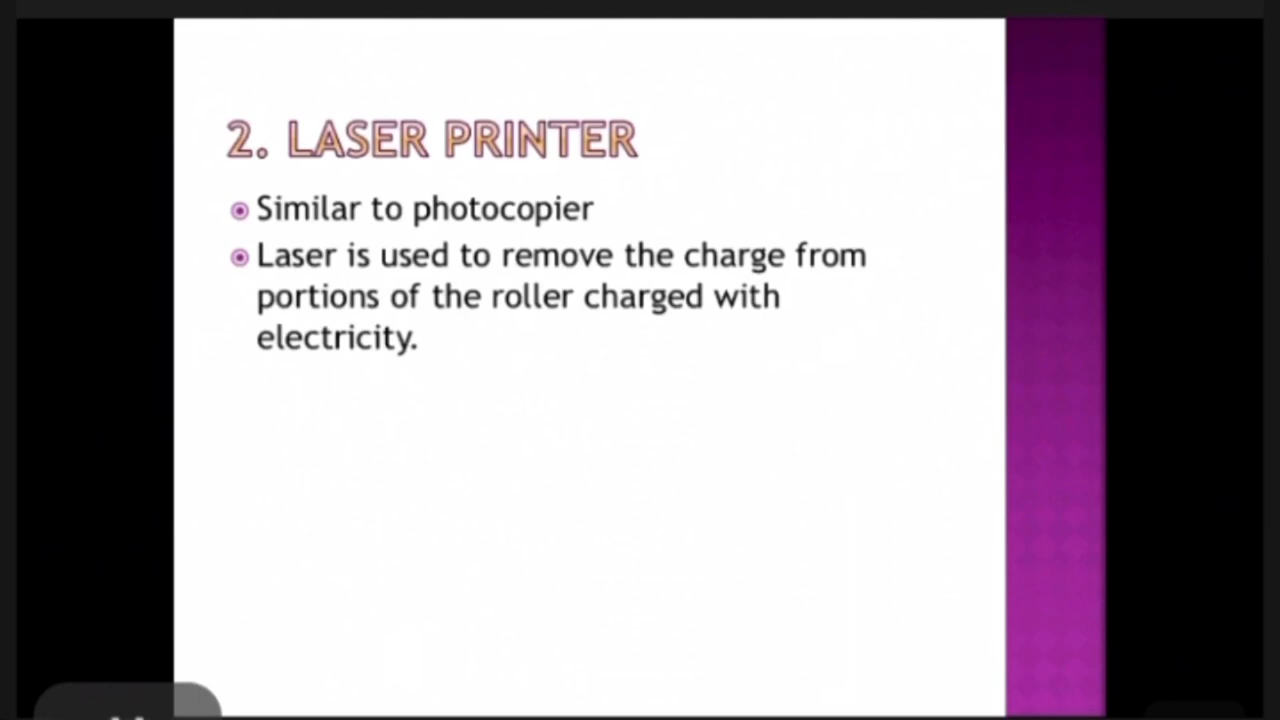 2. LASER PRINTER
Similar to photocopier
Laser is used to remove the charge from
portions of the roller charged with
electricity.